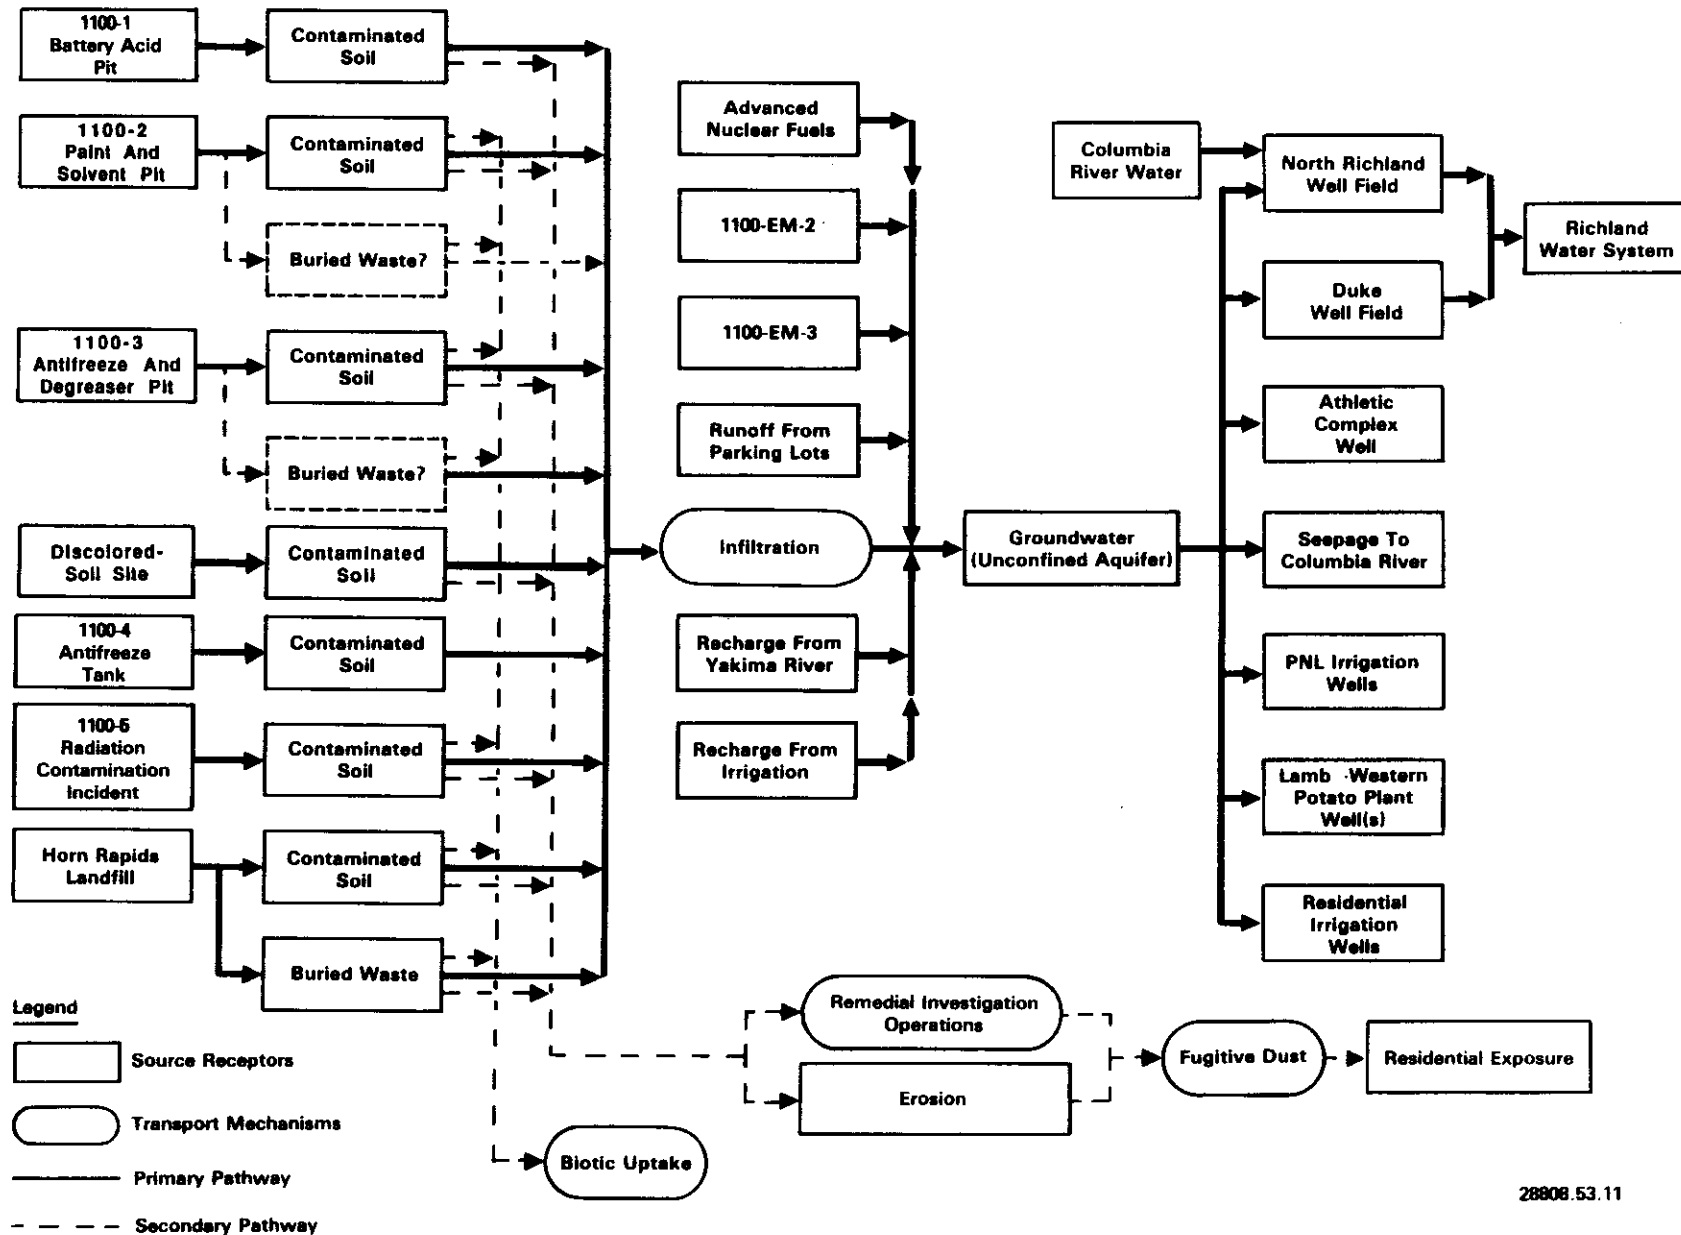 1100-1
Battery Acid
Pit
Contaminated
Soil
1100-2
Paint And
Solvent Pit
Contaminated
Soil
Buried Waste?
1100-3
Antifreeze And
Degreaser Pit
Contaminated
Soil
Buried Waste?
Discolored-
Soil Site
Contaminated
Soil
1100-4
Antifreeze
Tank
Contaminated
Soil
1100-5
Radiation
Contamination
Incident
Contaminated
Soil
Horn Rapids
Landfill
Contaminated
Soil
Buried Waste
Advanced
Nuclear Fuels
1100-EM-2
1100-EM-3
Runoff From
Parking Lots
Infiltration
Recharge From
Yakima River
Recharge From
Irrigation
Groundwater
(Unconfined Aquifer)
Columbia
River Water
North Richland
Well Field
Duke
Well Field
Richland
Water System
Athletic
Complex
Well
Seepage To
Columbia River
PNL Irrigation
Wells
Lamb-Western
Potato Plant
Well(s)
Residential
Irrigation
Wells
Remedial Investigation
Operations
Erosion
Fugitive Dust
Residential Exposure
Biotic Uptake
Legend
Source Receptors
Transport Mechanisms
Primary Pathway
Secondary Pathway
28808.53.11